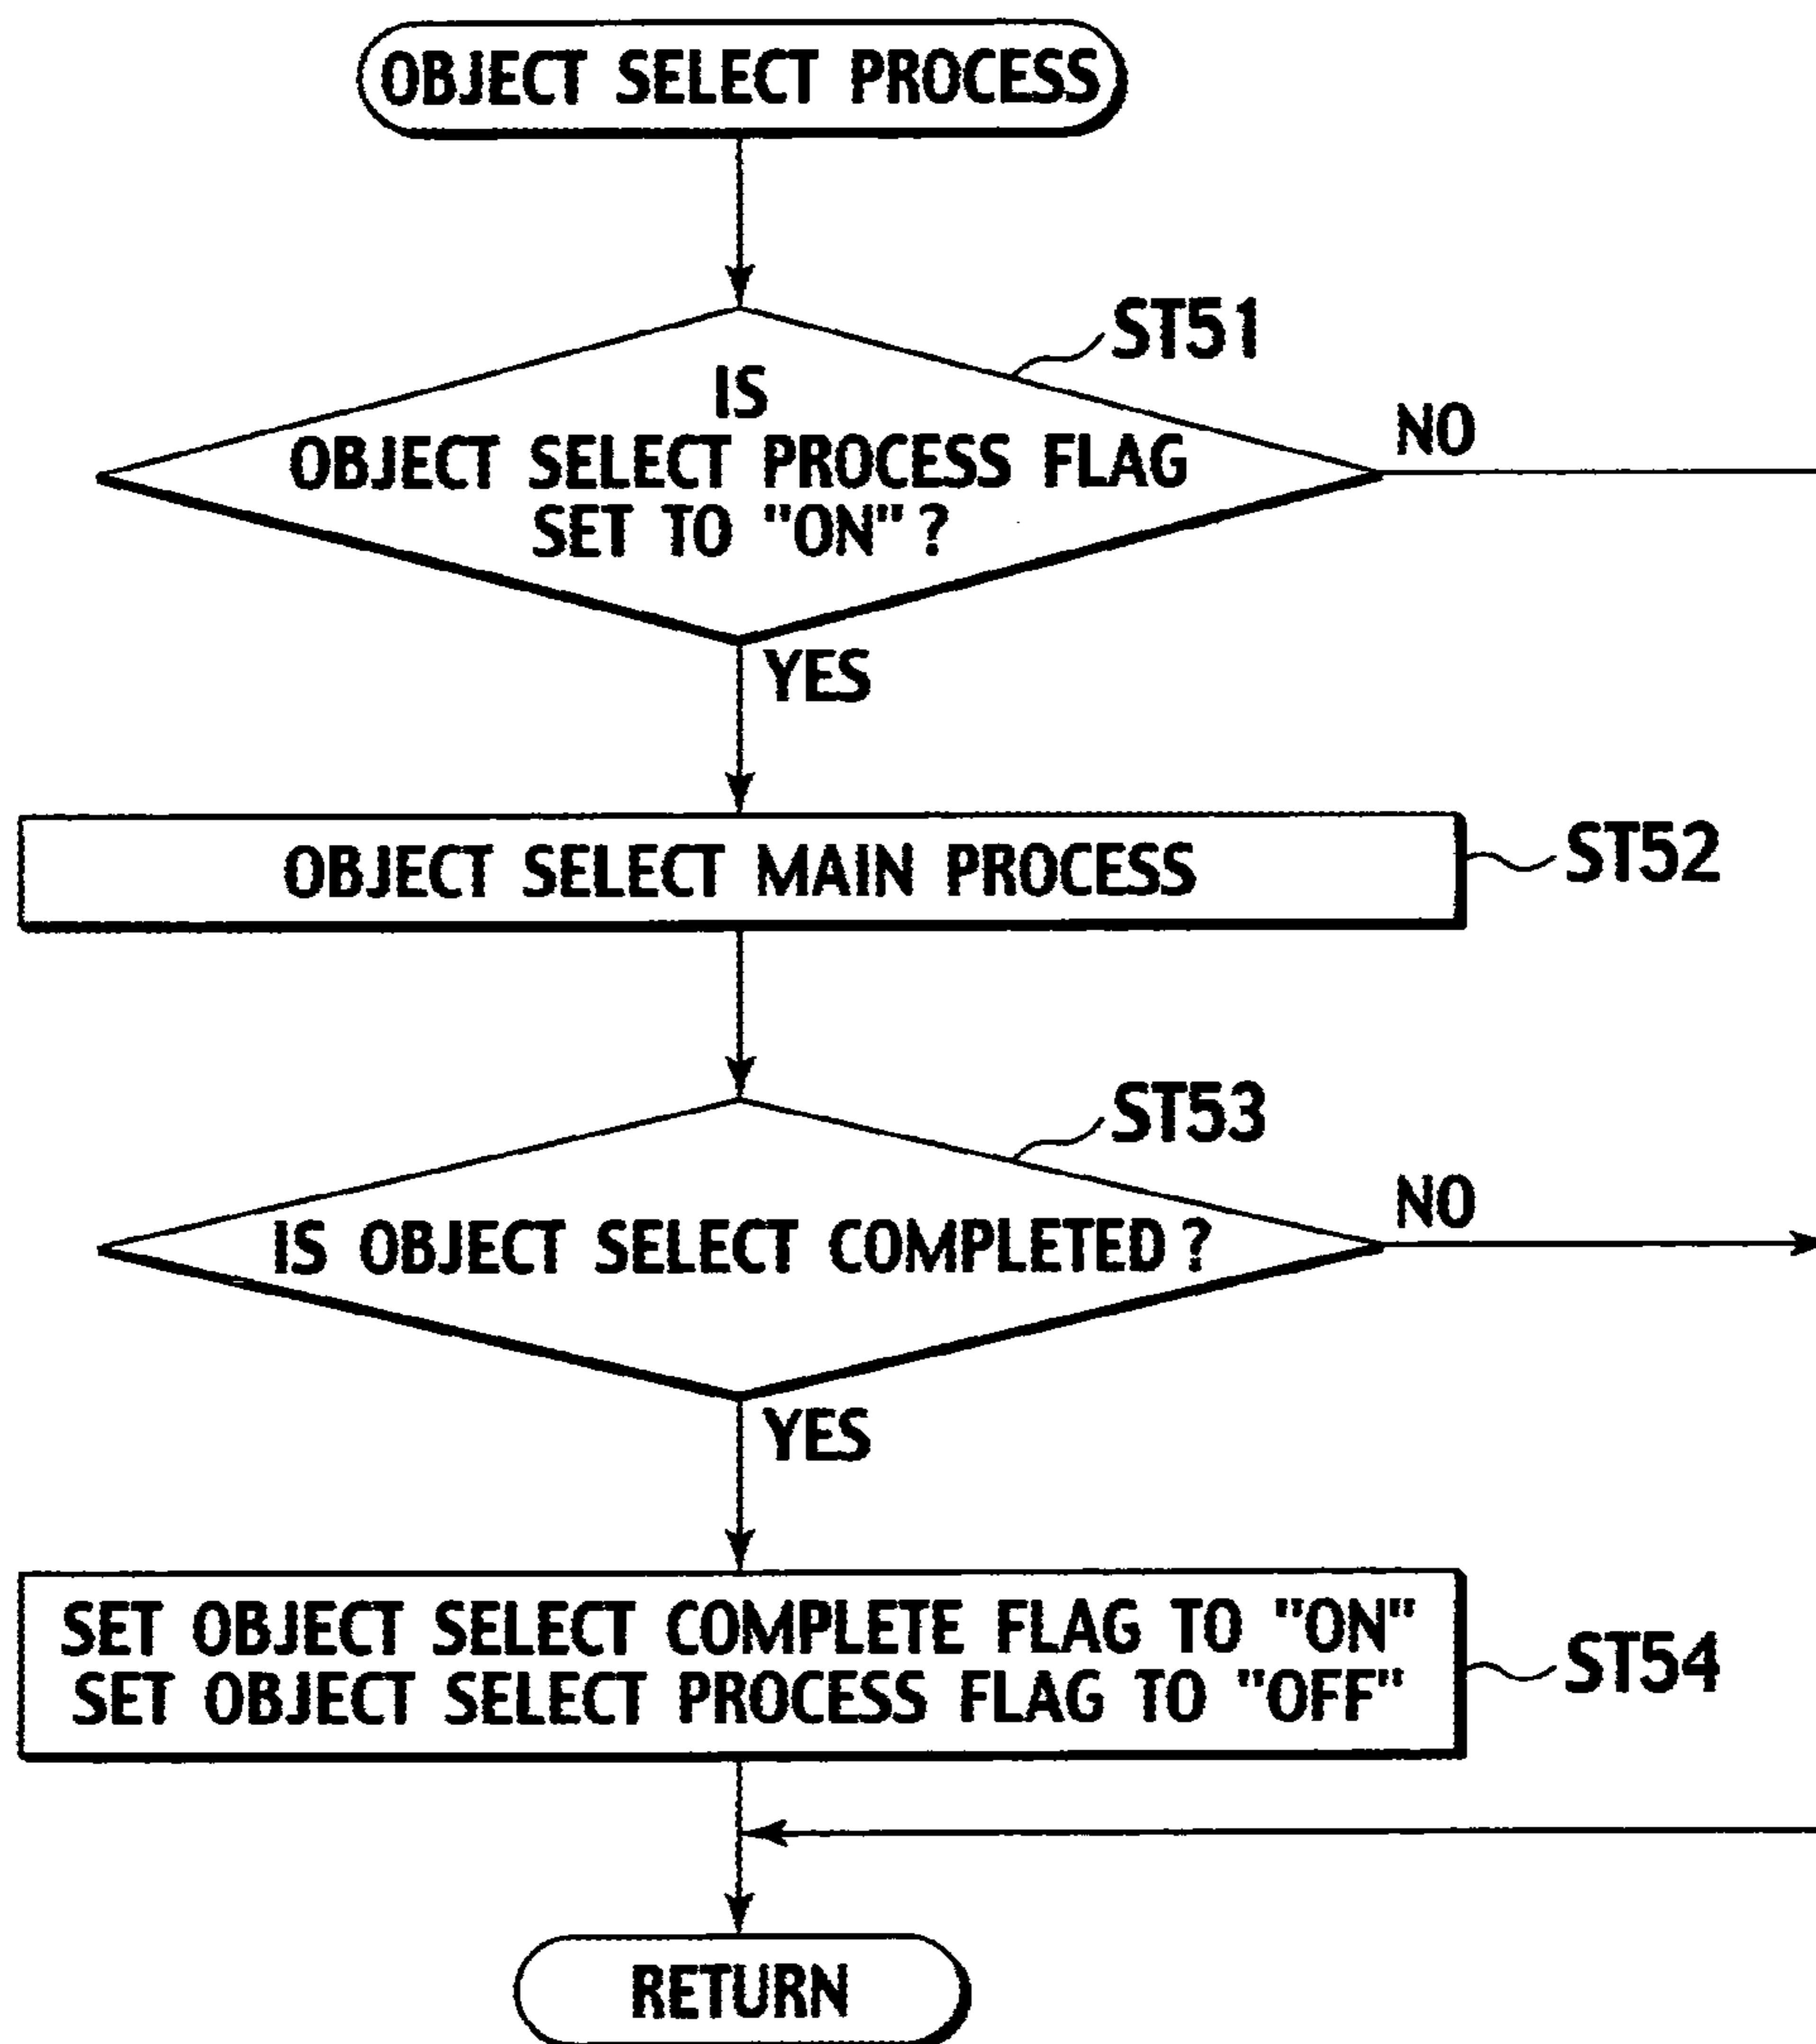 OBJECT SELECT PROCESS
ST51
IS
OBJECT SELECT PROCESS FLAG
SET TO "ON" ?
NO
YES
OBJECT SELECT MAIN PROCESS
ST52
ST53
IS OBJECT SELECT COMPLETED ?
NO
YES
SET OBJECT SELECT COMPLETE FLAG TO "ON"
SET OBJECT SELECT PROCESS FLAG TO "OFF"
ST54
RETURN